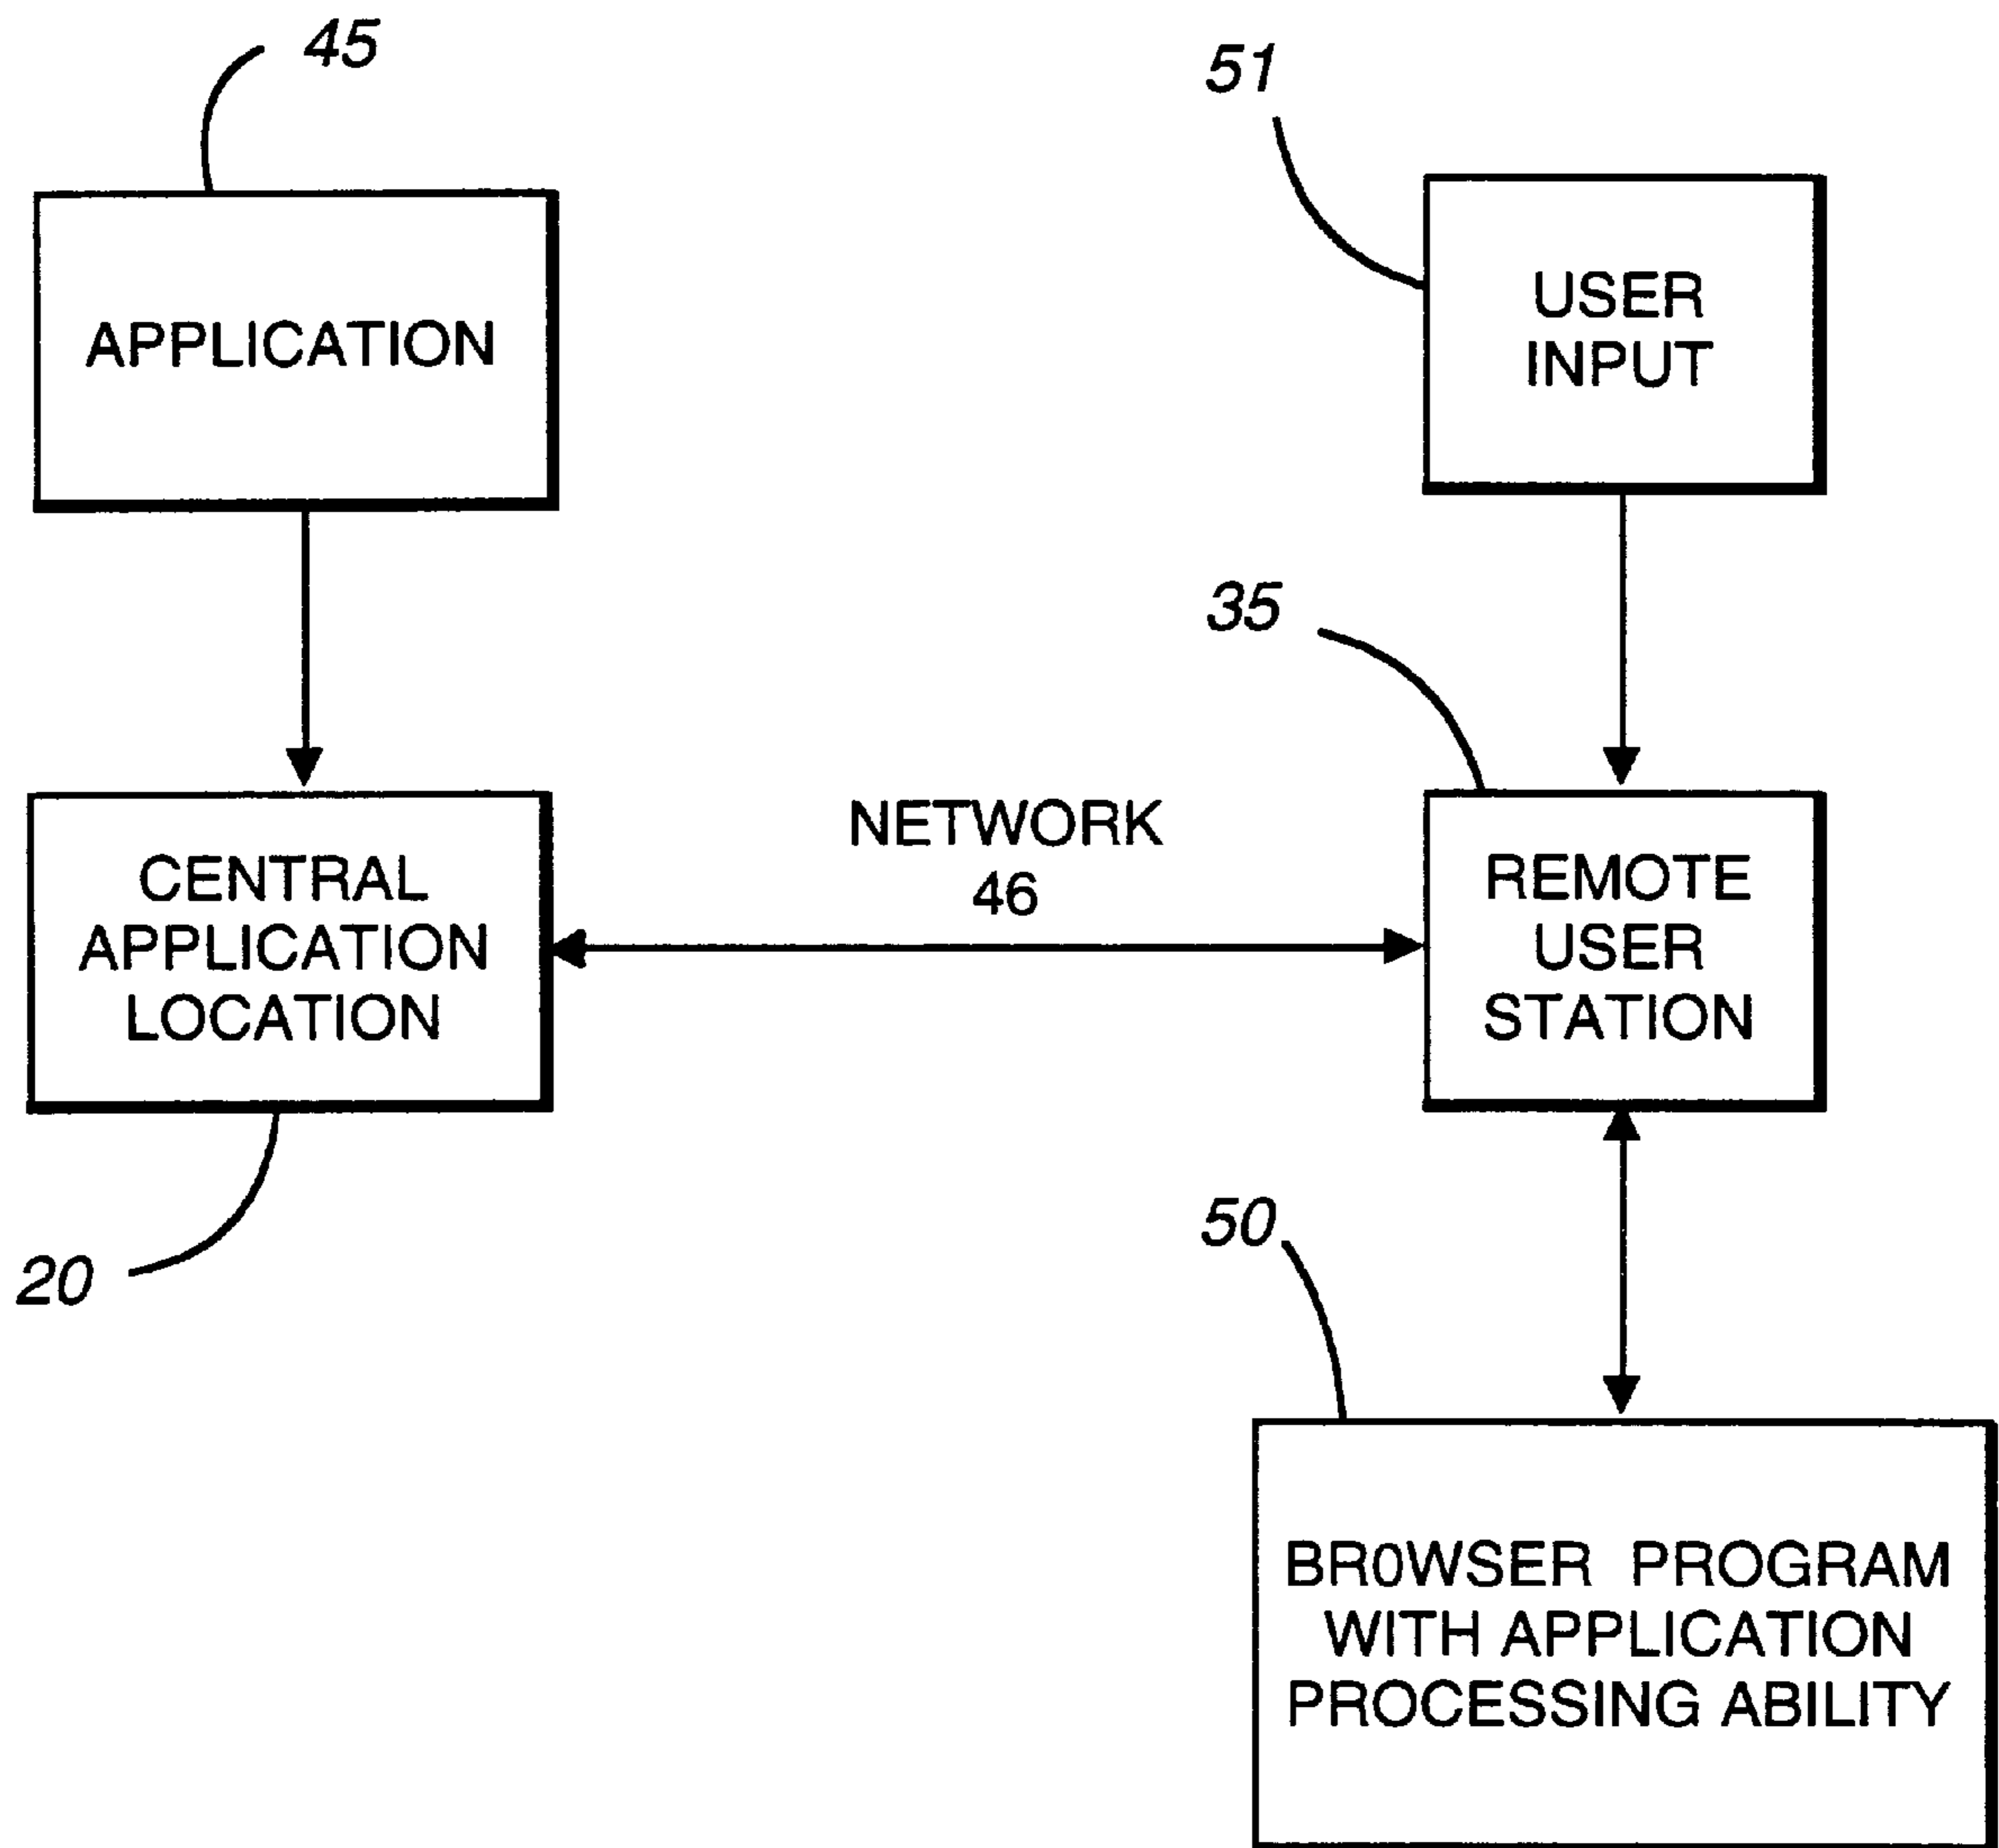 45
51
APPLICATION
USER
INPUT
35
NETWORK
46
CENTRAL
APPLICATION
LOCATION
REMOTE
USER
STATION
20
50
BR0WSER PROGRAM
WITH APPLICATION
PROCESSING ABILITY